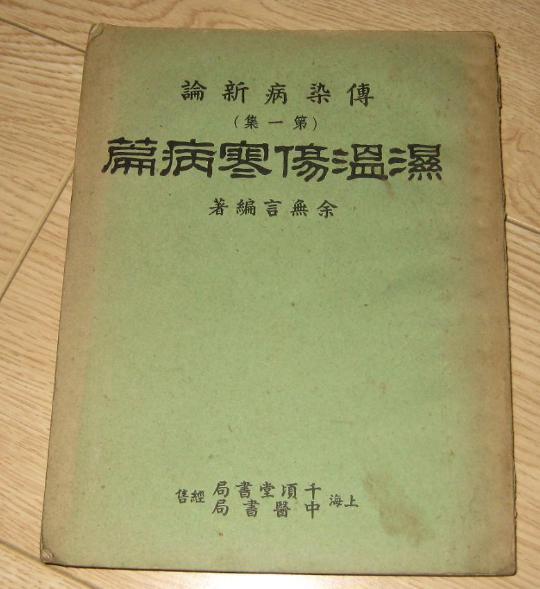 傳染病新論
(第一集)
濕溫傷寒病篇
余無言編著
上海 千頃堂書局 經售
中醫書局